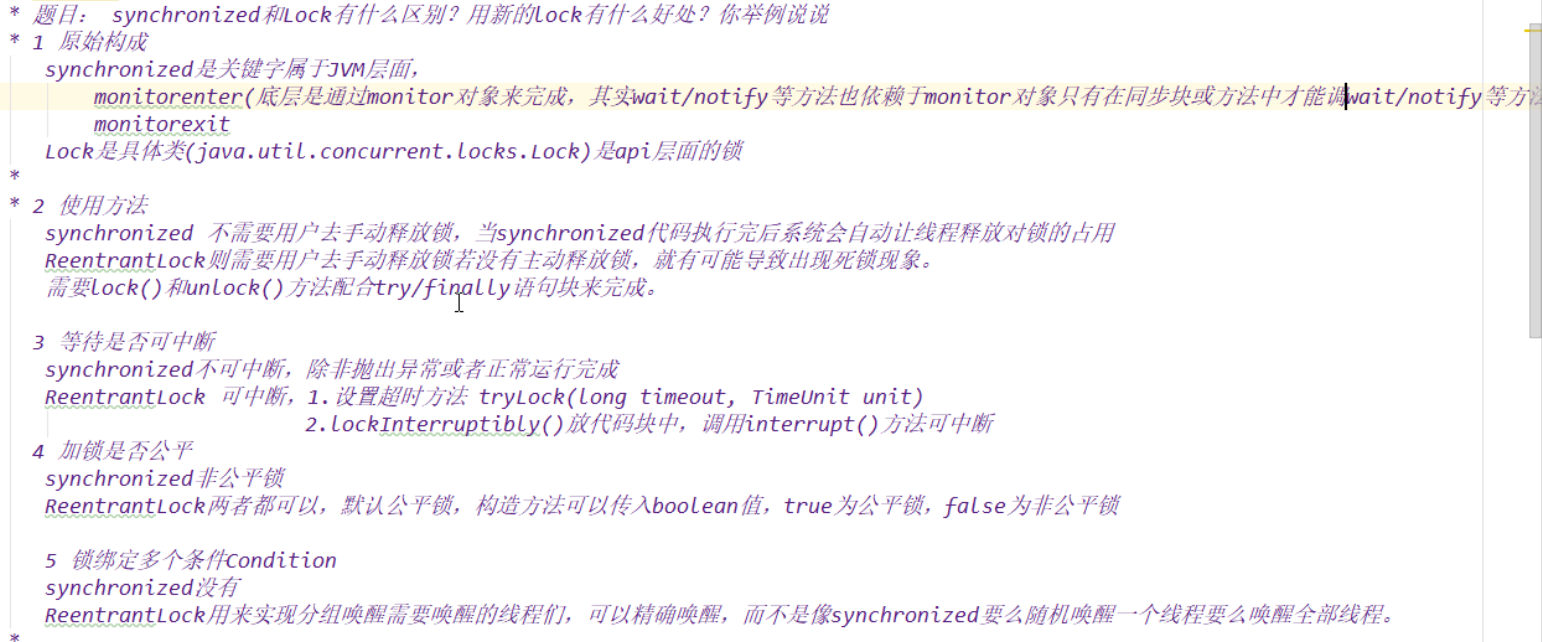 * 题目： synchronized和Lock有什么区别？用新的lock有什么好处？你举例说说
* 1 原始构成
synchronized是关键字属于JVM层面，
monitorenter(底层是通过monitor对象来完成，其实wait/notify等方法也依赖于monitor对象只有在同步块或方法中才能调wait/notify等方法
monitorexit
Lock是具体类(java.util.concurrent.locks.Lock)是api层面的锁
*
* 2 使用方法
synchronized 不需要用户去手动释放锁，当synchronized代码执行完后系统会自动让线程释放对锁的占用
ReentrantLock则需要用户去手动释放锁若没有主动释放锁，就有可能导致出现死锁现象。
需要lock()和unlock()方法配合try/finally语句块来完成。
3 等待是否可中断
synchronized不可中断，除非抛出异常或者正常运行完成
ReentrantLock 可中断，1.设置超时方法 tryLock(long timeout, TimeUnit unit)
2.lockInterruptibly()放代码块中，调用interrupt()方法可中断
4 加锁是否公平
synchronized非公平锁
ReentrantLock两者都可以，默认公平锁，构造方法可以传入boolean值，true为公平锁，false为非公平锁
5 锁绑定多个条件Condition
synchronized没有
ReentrantLock用来实现分组唤醒需要唤醒的线程们，可以精确唤醒，而不是像synchronized要么随机唤醒一个线程要么唤醒全部线程。
*